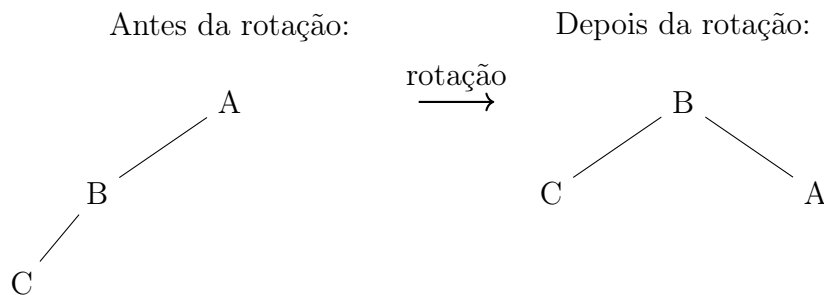 Antes da rotação:
Depois da rotação:
rotação
A
B
C
B
C
A